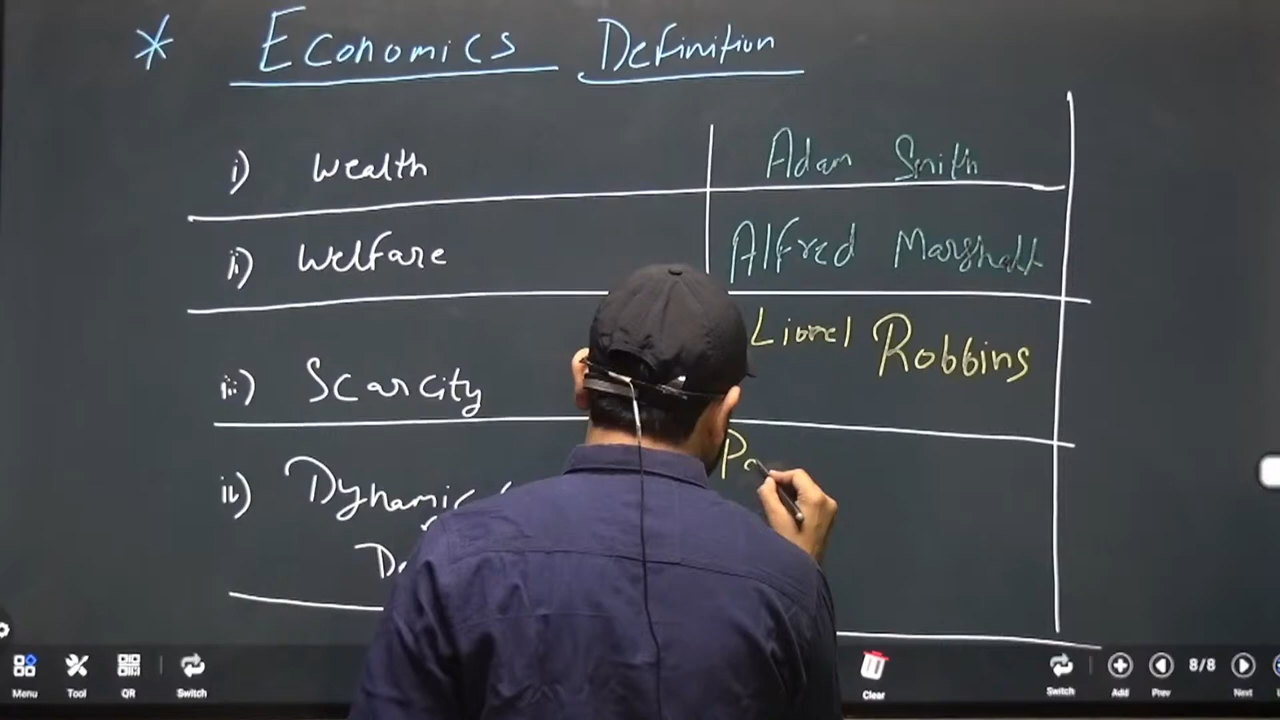 * Economics Definition
i) Wealth Adam Smith
ii) Welfare Alfred Marshall
iii) Scarcity Lionel Robbins
iv) Dynamic
Menu Tool QR Switch Clear Switch Add Prev 8/8 Next